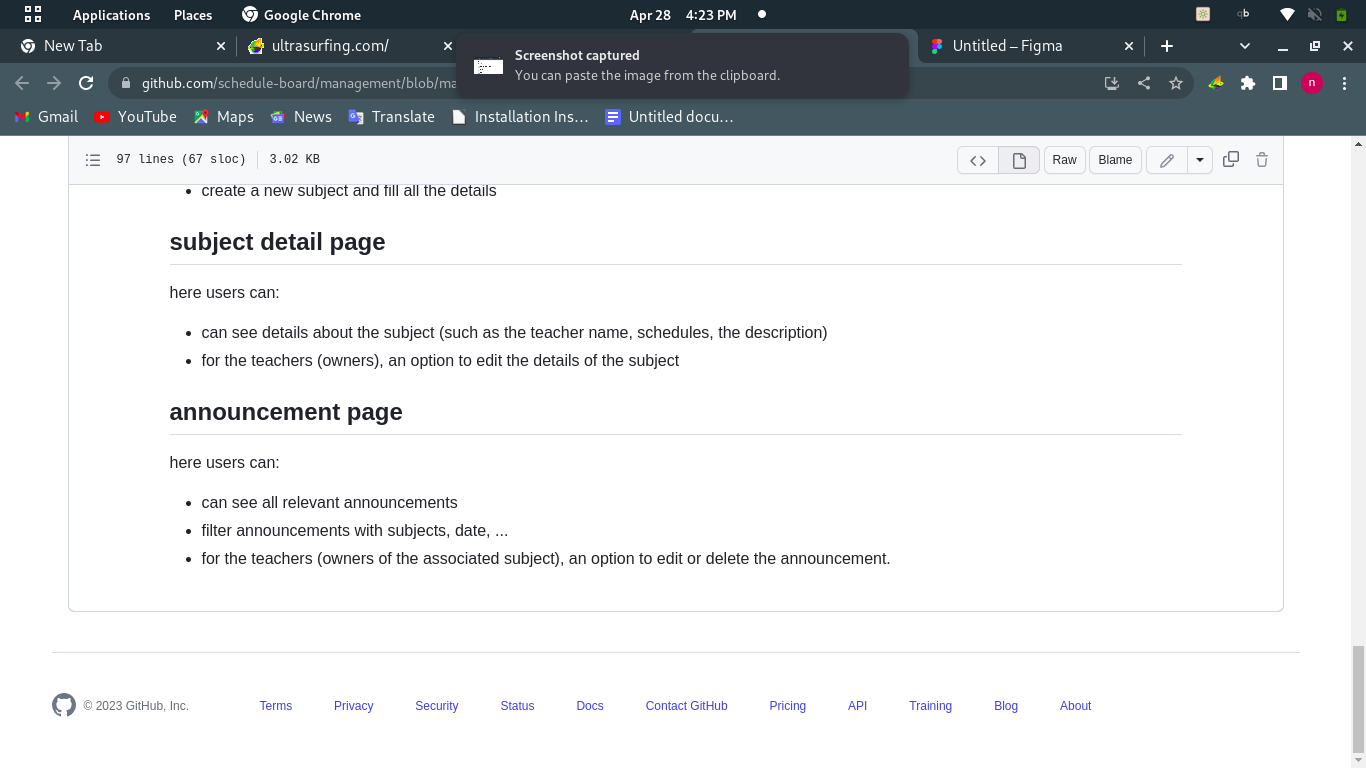 Applications Places Google Chrome Apr 28 4:23 PM qb
New Tab ultrasurfing.com/ Untitled – Figma
Screenshot captured
You can paste the image from the clipboard.
github.com/schedule-board/management/blob/ma n
Gmail YouTube Maps News Translate Installation Ins... Untitled docu...
97 lines (67 sloc) 3.02 KB Raw Blame
• create a new subject and fill all the details
subject detail page
here users can:
• can see details about the subject (such as the teacher name, schedules, the description)
• for the teachers (owners), an option to edit the details of the subject
announcement page
here users can:
• can see all relevant announcements
• filter announcements with subjects, date, ...
• for the teachers (owners of the associated subject), an option to edit or delete the announcement.
© 2023 GitHub, Inc. Terms Privacy Security Status Docs Contact GitHub Pricing API Training Blog About